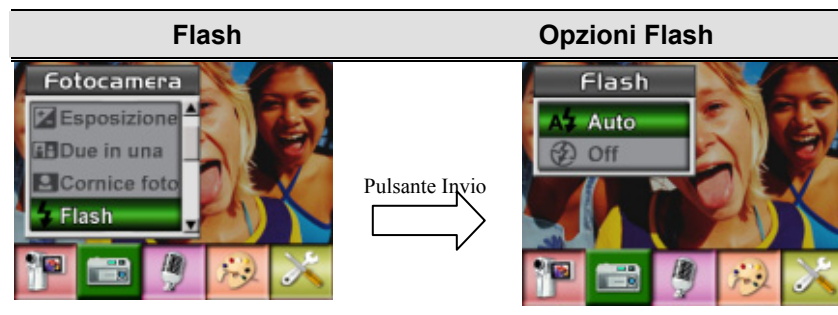 Flash
Opzioni Flash
Fotocamera
Esposizione
Due in una
Cornice foto
Flash
Pulsante Invio
Flash
A Auto
Off